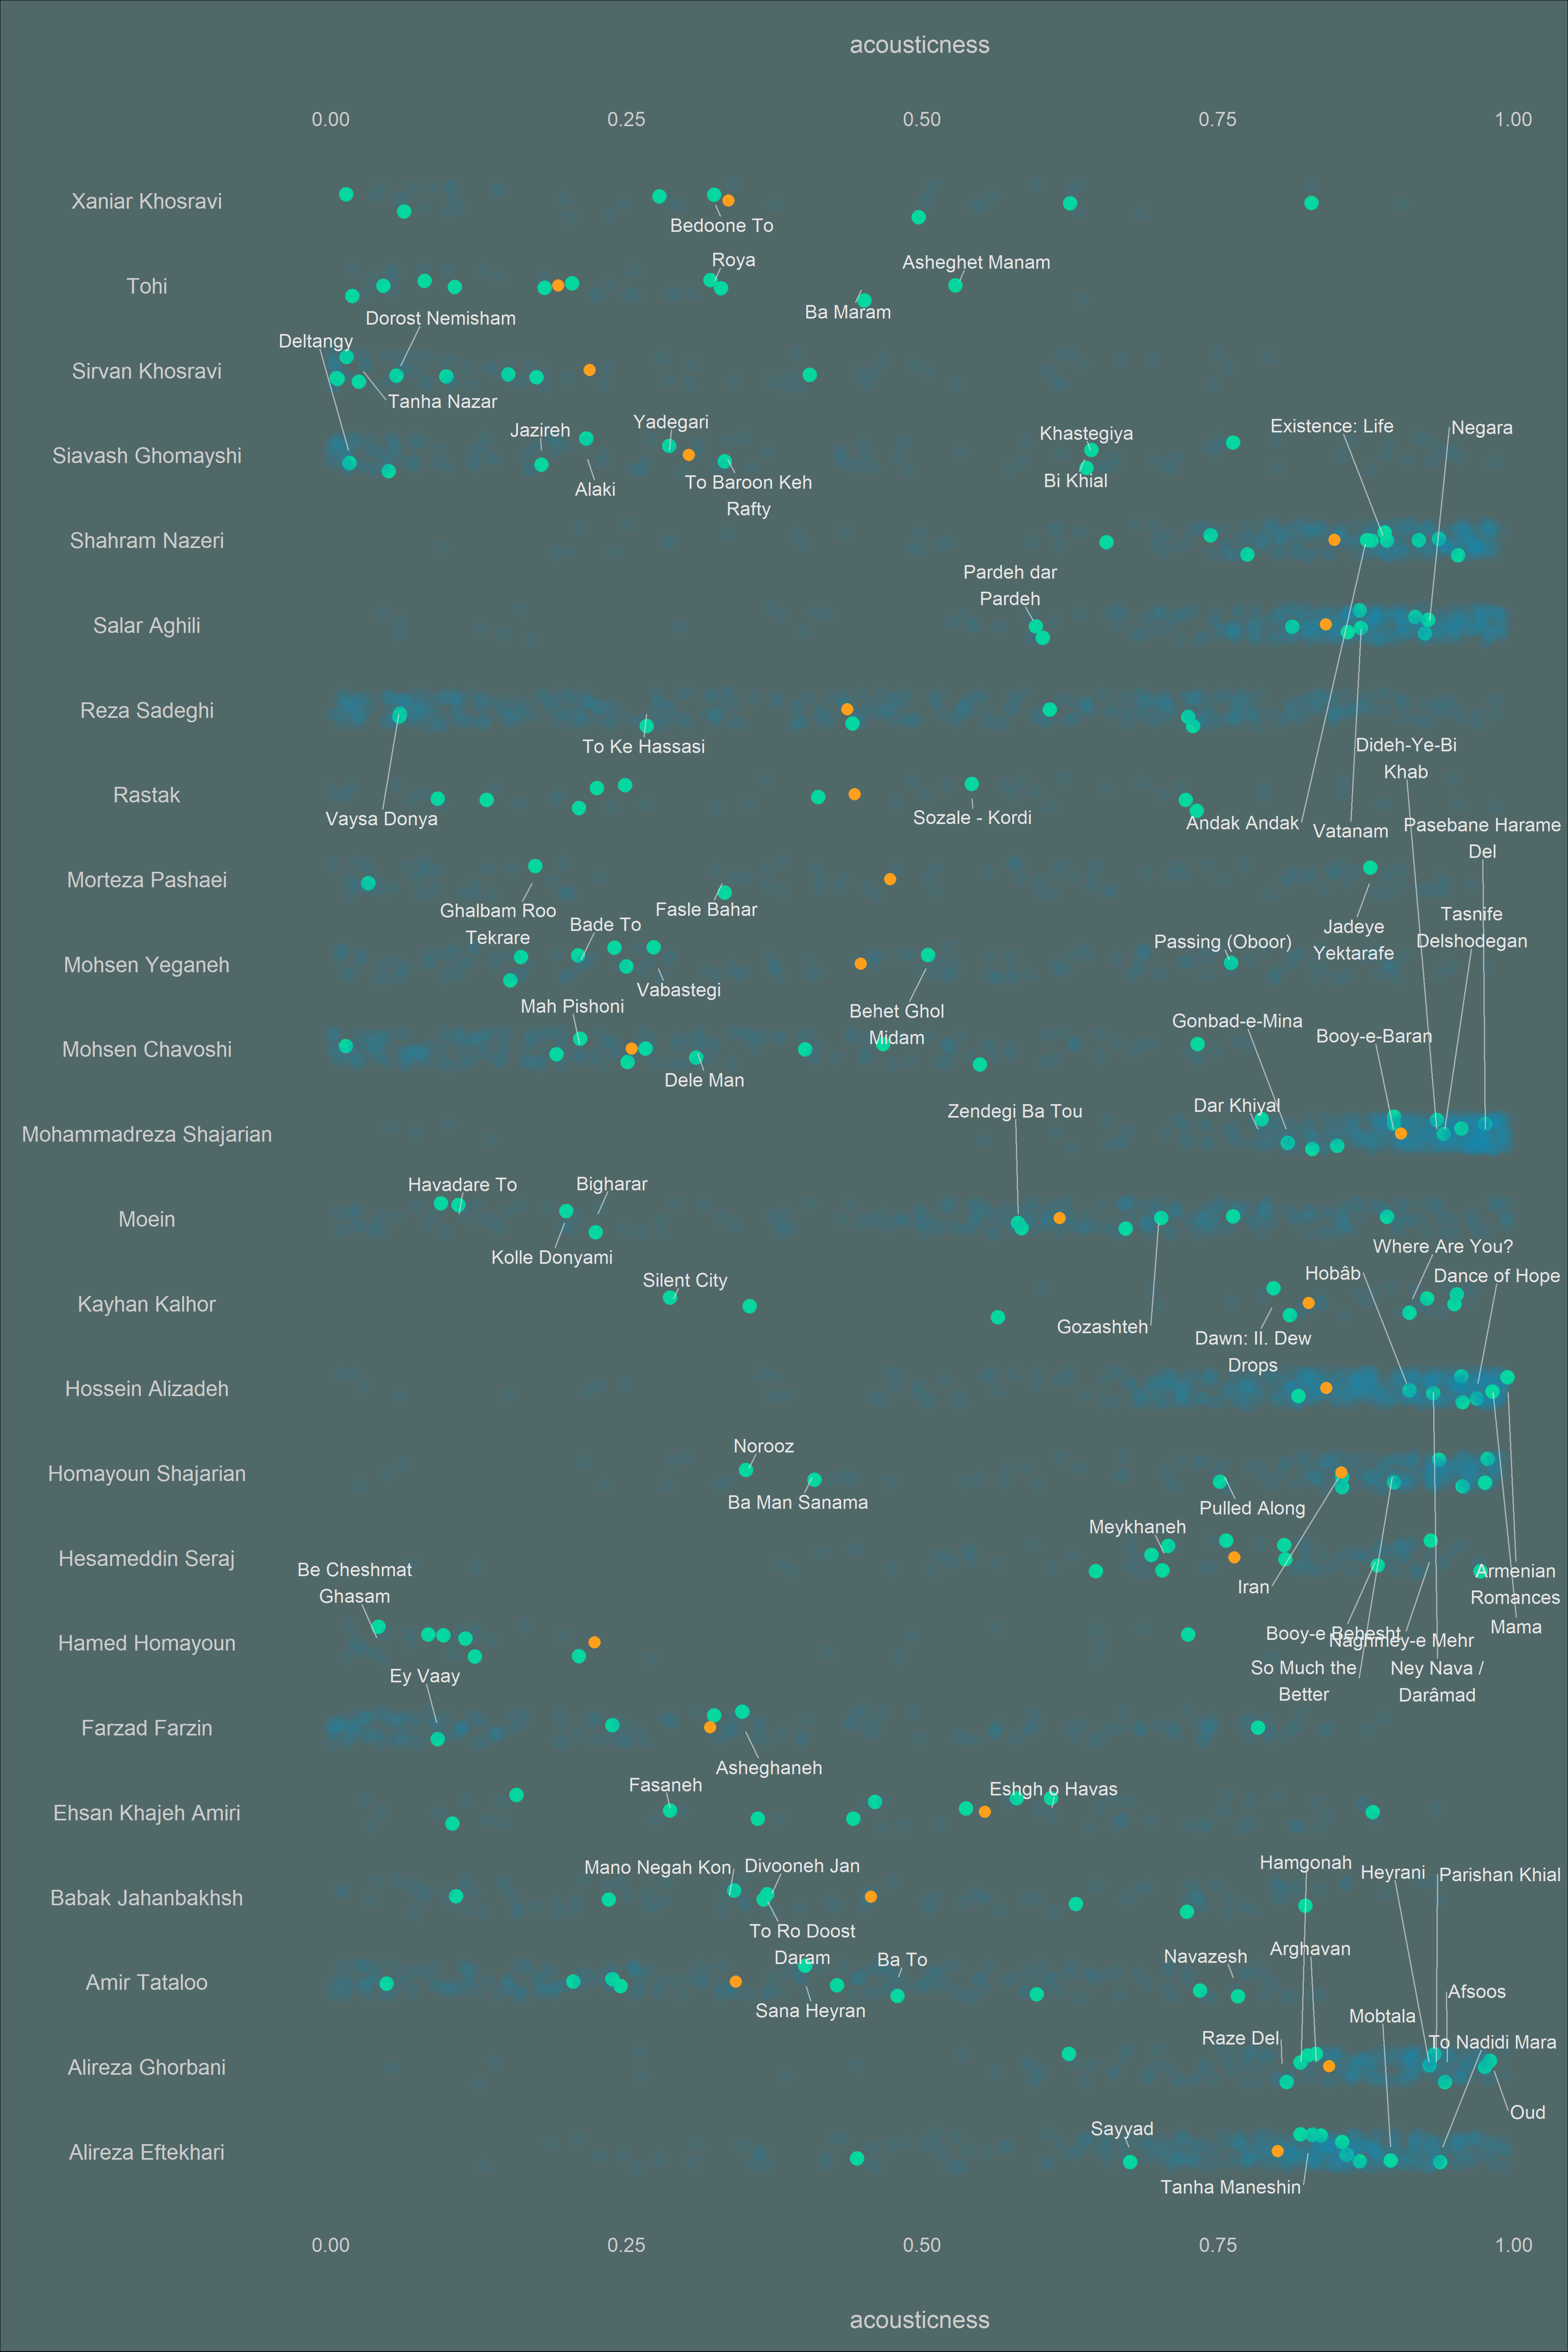 acousticness
0.00 0.25 0.50 0.75 1.00
Xaniar Khosravi
Bedoone To
Tohi
Roya
Asheghet Manam
Ba Maram
Dorost Nemisham
Deltangy
Sirvan Khosravi
Tanha Nazar
Siavash Ghomayshi
Jazireh
Yadegari
Alaki
To Baroon Keh
Rafty
Khastegiya
Bi Khial
Existence: Life
Negara
Shahram Nazeri
Pardeh dar
Pardeh
Salar Aghili
Reza Sadeghi
To Ke Hassasi
Vaysa Donya
Dideh-Ye-Bi
Khab
Rastak
Sozale - Kordi
Andak Andak
Vatanam
Pasebane Harame
Del
Morteza Pashaei
Ghalbam Roo
Tekrare
Fasle Bahar
Jadeye
Yektarafe
Tasnife
Delshodegan
Mohsen Yeganeh
Bade To
Vabastegi
Passing (Oboor)
Behet Ghol
Midam
Mah Pishoni
Mohsen Chavoshi
Dele Man
Gonbad-e-Mina
Booy-e-Baran
Mohammadreza Shajarian
Zendegi Ba Tou
Dar Khiyal
Moein
Havadare To
Bigharar
Kolle Donyami
Gozashteh
Kayhan Kalhor
Silent City
Where Are You?
Hobâb
Dance of Hope
Dawn: II. Dew
Drops
Hossein Alizadeh
Homayoun Shajarian
Norooz
Ba Man Sanama
Pulled Along
Hesameddin Seraj
Meykhaneh
Iran
Armenian
Romances
Mama
Be Cheshmat
Ghasam
Hamed Homayoun
Booy-e Behesht
Naghmey-e Mehr
So Much the
Better
Ney Nava /
Darâmad
Ey Vaay
Farzad Farzin
Asheghaneh
Ehsan Khajeh Amiri
Fasaneh
Eshgh o Havas
Babak Jahanbakhsh
Mano Negah Kon
Divooneh Jan
To Ro Doost
Daram
Hamgonah
Heyrani
Parishan Khial
Amir Tataloo
Sana Heyran
Ba To
Navazesh
Arghavan
Afsoos
Mobtala
Alireza Ghorbani
Raze Del
To Nadidi Mara
Oud
Alireza Eftekhari
Sayyad
Tanha Maneshin
0.00 0.25 0.50 0.75 1.00
acousticness